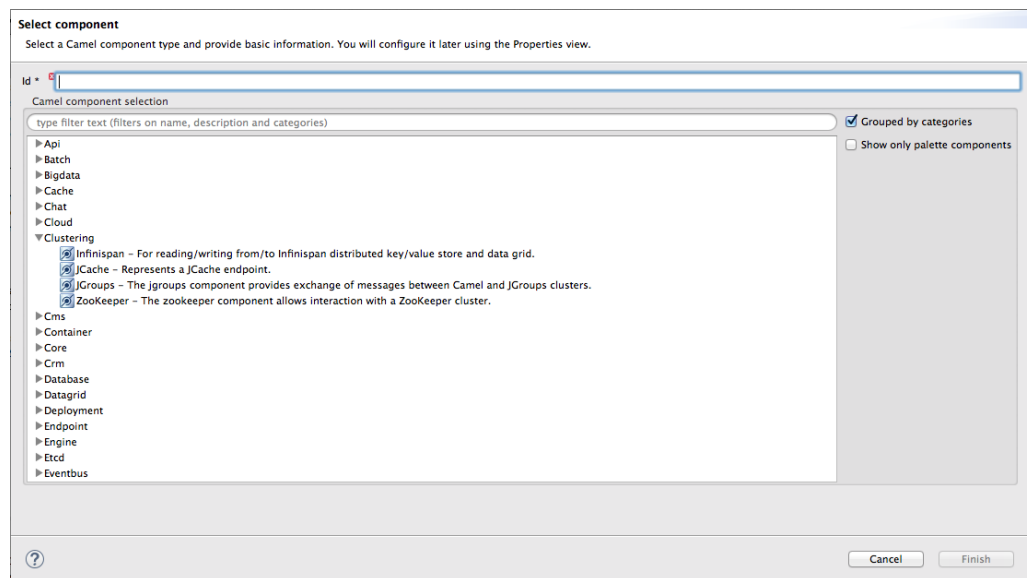 Select component
Select a Camel component type and provide basic information. You will configure it later using the Properties view.
Id *
Camel component selection
type filter text (filters on name, description and categories)
Grouped by categories
Show only palette components
Api
Batch
Bigdata
Cache
Chat
Cloud
Clustering
Infinispan – For reading/writing from/to Infinispan distributed key/value store and data grid.
JCache – Represents a JCache endpoint.
JGroups – The jgroups component provides exchange of messages between Camel and JGroups clusters.
ZooKeeper – The zookeeper component allows interaction with a ZooKeeper cluster.
Cms
Container
Core
Crm
Database
Datagrid
Deployment
Endpoint
Engine
Etcd
Eventbus
?
Cancel
Finish